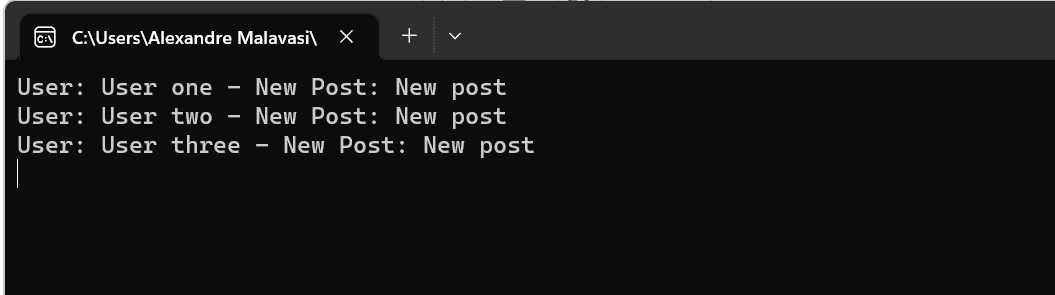 C:\Users\Alexandre Malavasi\
User: User one - New Post: New post
User: User two - New Post: New post
User: User three - New Post: New post